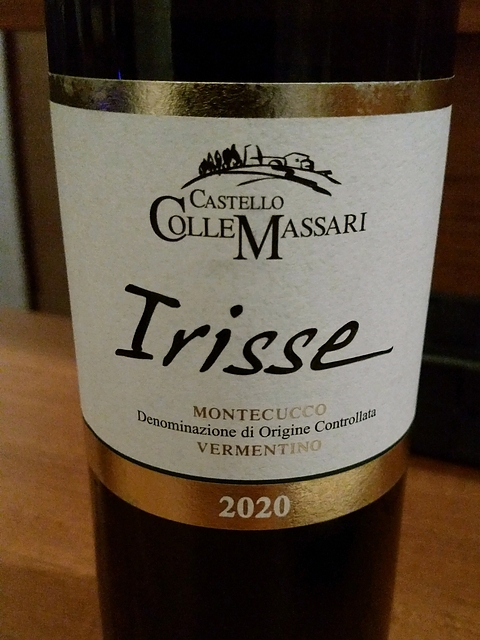 CASTELLO
COLLEMASSARI
Irisse
MONTECUCCO
Denominazione di Origine Controllata
VERMENTINO
2020